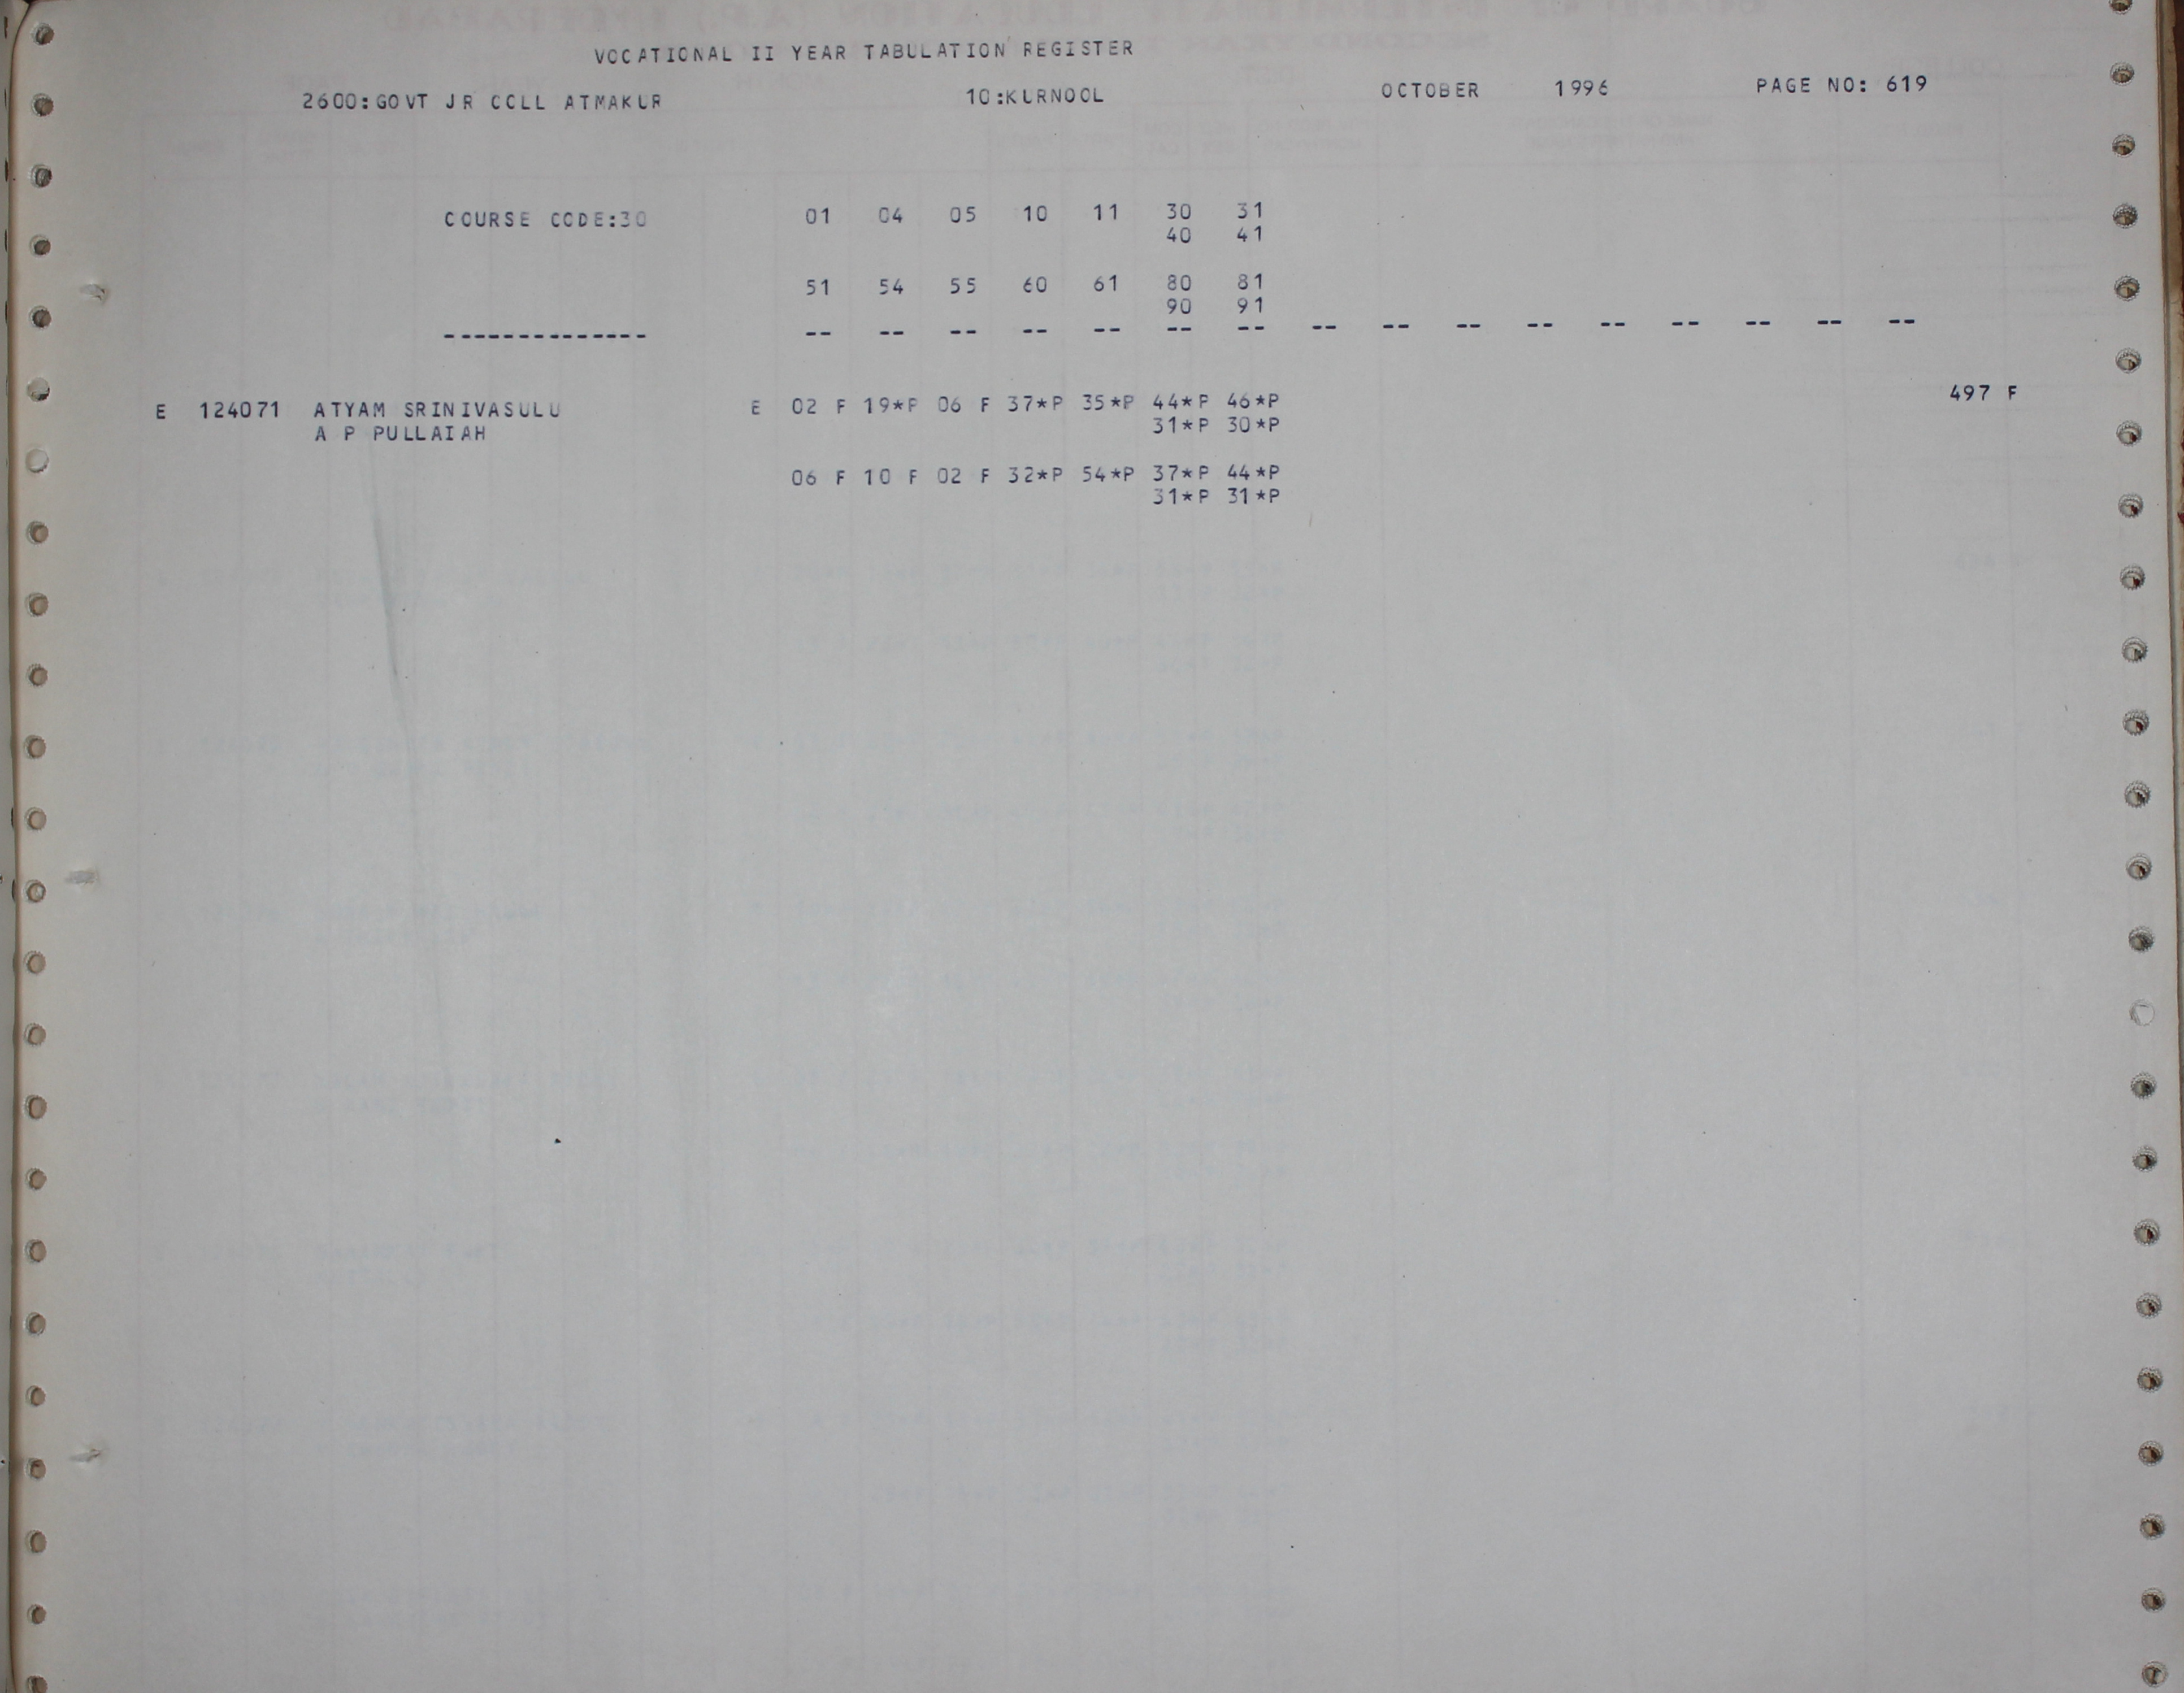 VOCATIONAL II YEAR TABULATION REGISTER
2600:GOVT JR COLL ATMAKUR 10:KURNOOL OCTOBER 1996 PAGE NO: 619
COURSE CODE:30 01 04 05 10 11 30 31
40 41
51 54 55 60 61 80 81
90 91
-------------- -- -- -- -- -- -- -- -- -- -- -- -- -- -- -- --
E 124071 ATYAM SRINIVASULU E 02 F 19*P 06 F 37*P 35*P 44*P 46*P 497 F
A P PULLAIAH 31*P 30*P
06 F 10 F 02 F 32*P 54*P 37*P 44*P
31*P 31*P